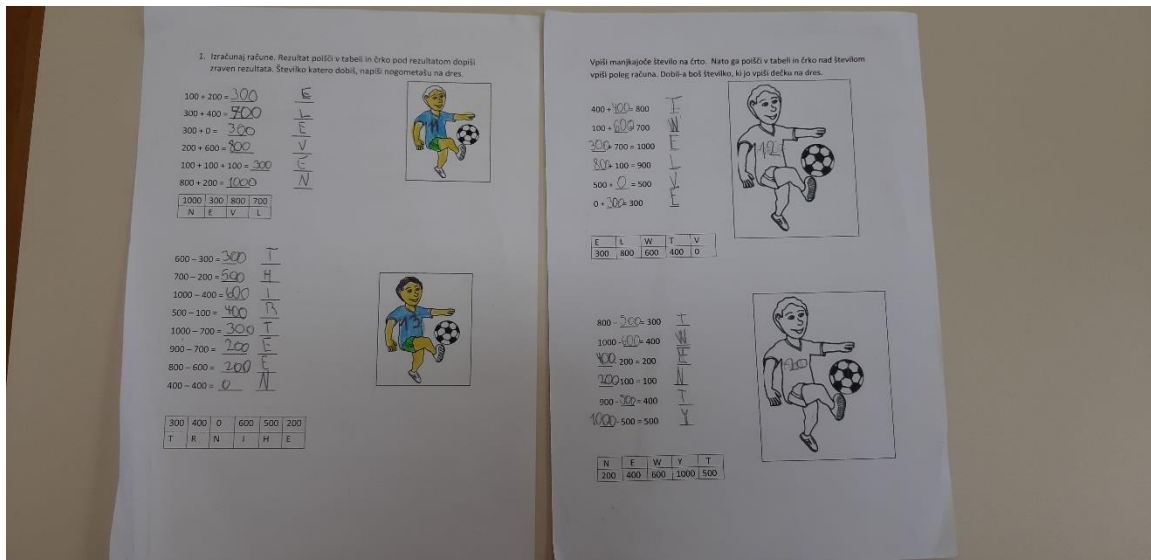 1. Izračunaj račune. Rezultat poišči v tabeli in črko pod rezultatom dopiši
zraven rezultata. Številko katero dobiš, napiši nogometašu na dres.
100 + 200 = 300 E
300 + 400 = 700 L
300 + 0 = 300 E
200 + 600 = 800 V
100 + 100 + 100 = 300 E
800 + 200 = 1000 N
1000 300 800 700
N E V L
11
600 – 300 = 300 T
700 – 200 = 500 H
1000 – 400 = 600 I
500 – 100 = 400 R
1000 – 700 = 300 T
900 – 700 = 200 E
800 – 600 = 200 E
400 – 400 = 0 N
13
300 400 0 600 500 200
T R N I H E
Vpiši manjkajoče število na črto. Nato ga poišči v tabeli in črko nad številom
vpiši poleg računa. Dobil-a boš številko, ki jo vpiši dečku na dres.
400 + 400 = 800 T
100 + 600 700 W
300 + 700 = 1000 E
800 + 100 = 900 L
500 + 0 = 500 V
0 + 300 = 300 E
12
E L W T V
300 800 600 400 0
800 - 500 = 300 T
1000 - 600 = 400 W
400 - 200 = 200 E
200 100 = 100 N
900 - 500 = 400 T
1000 - 500 = 500 Y
20
N E W Y T
200 400 600 1000 500